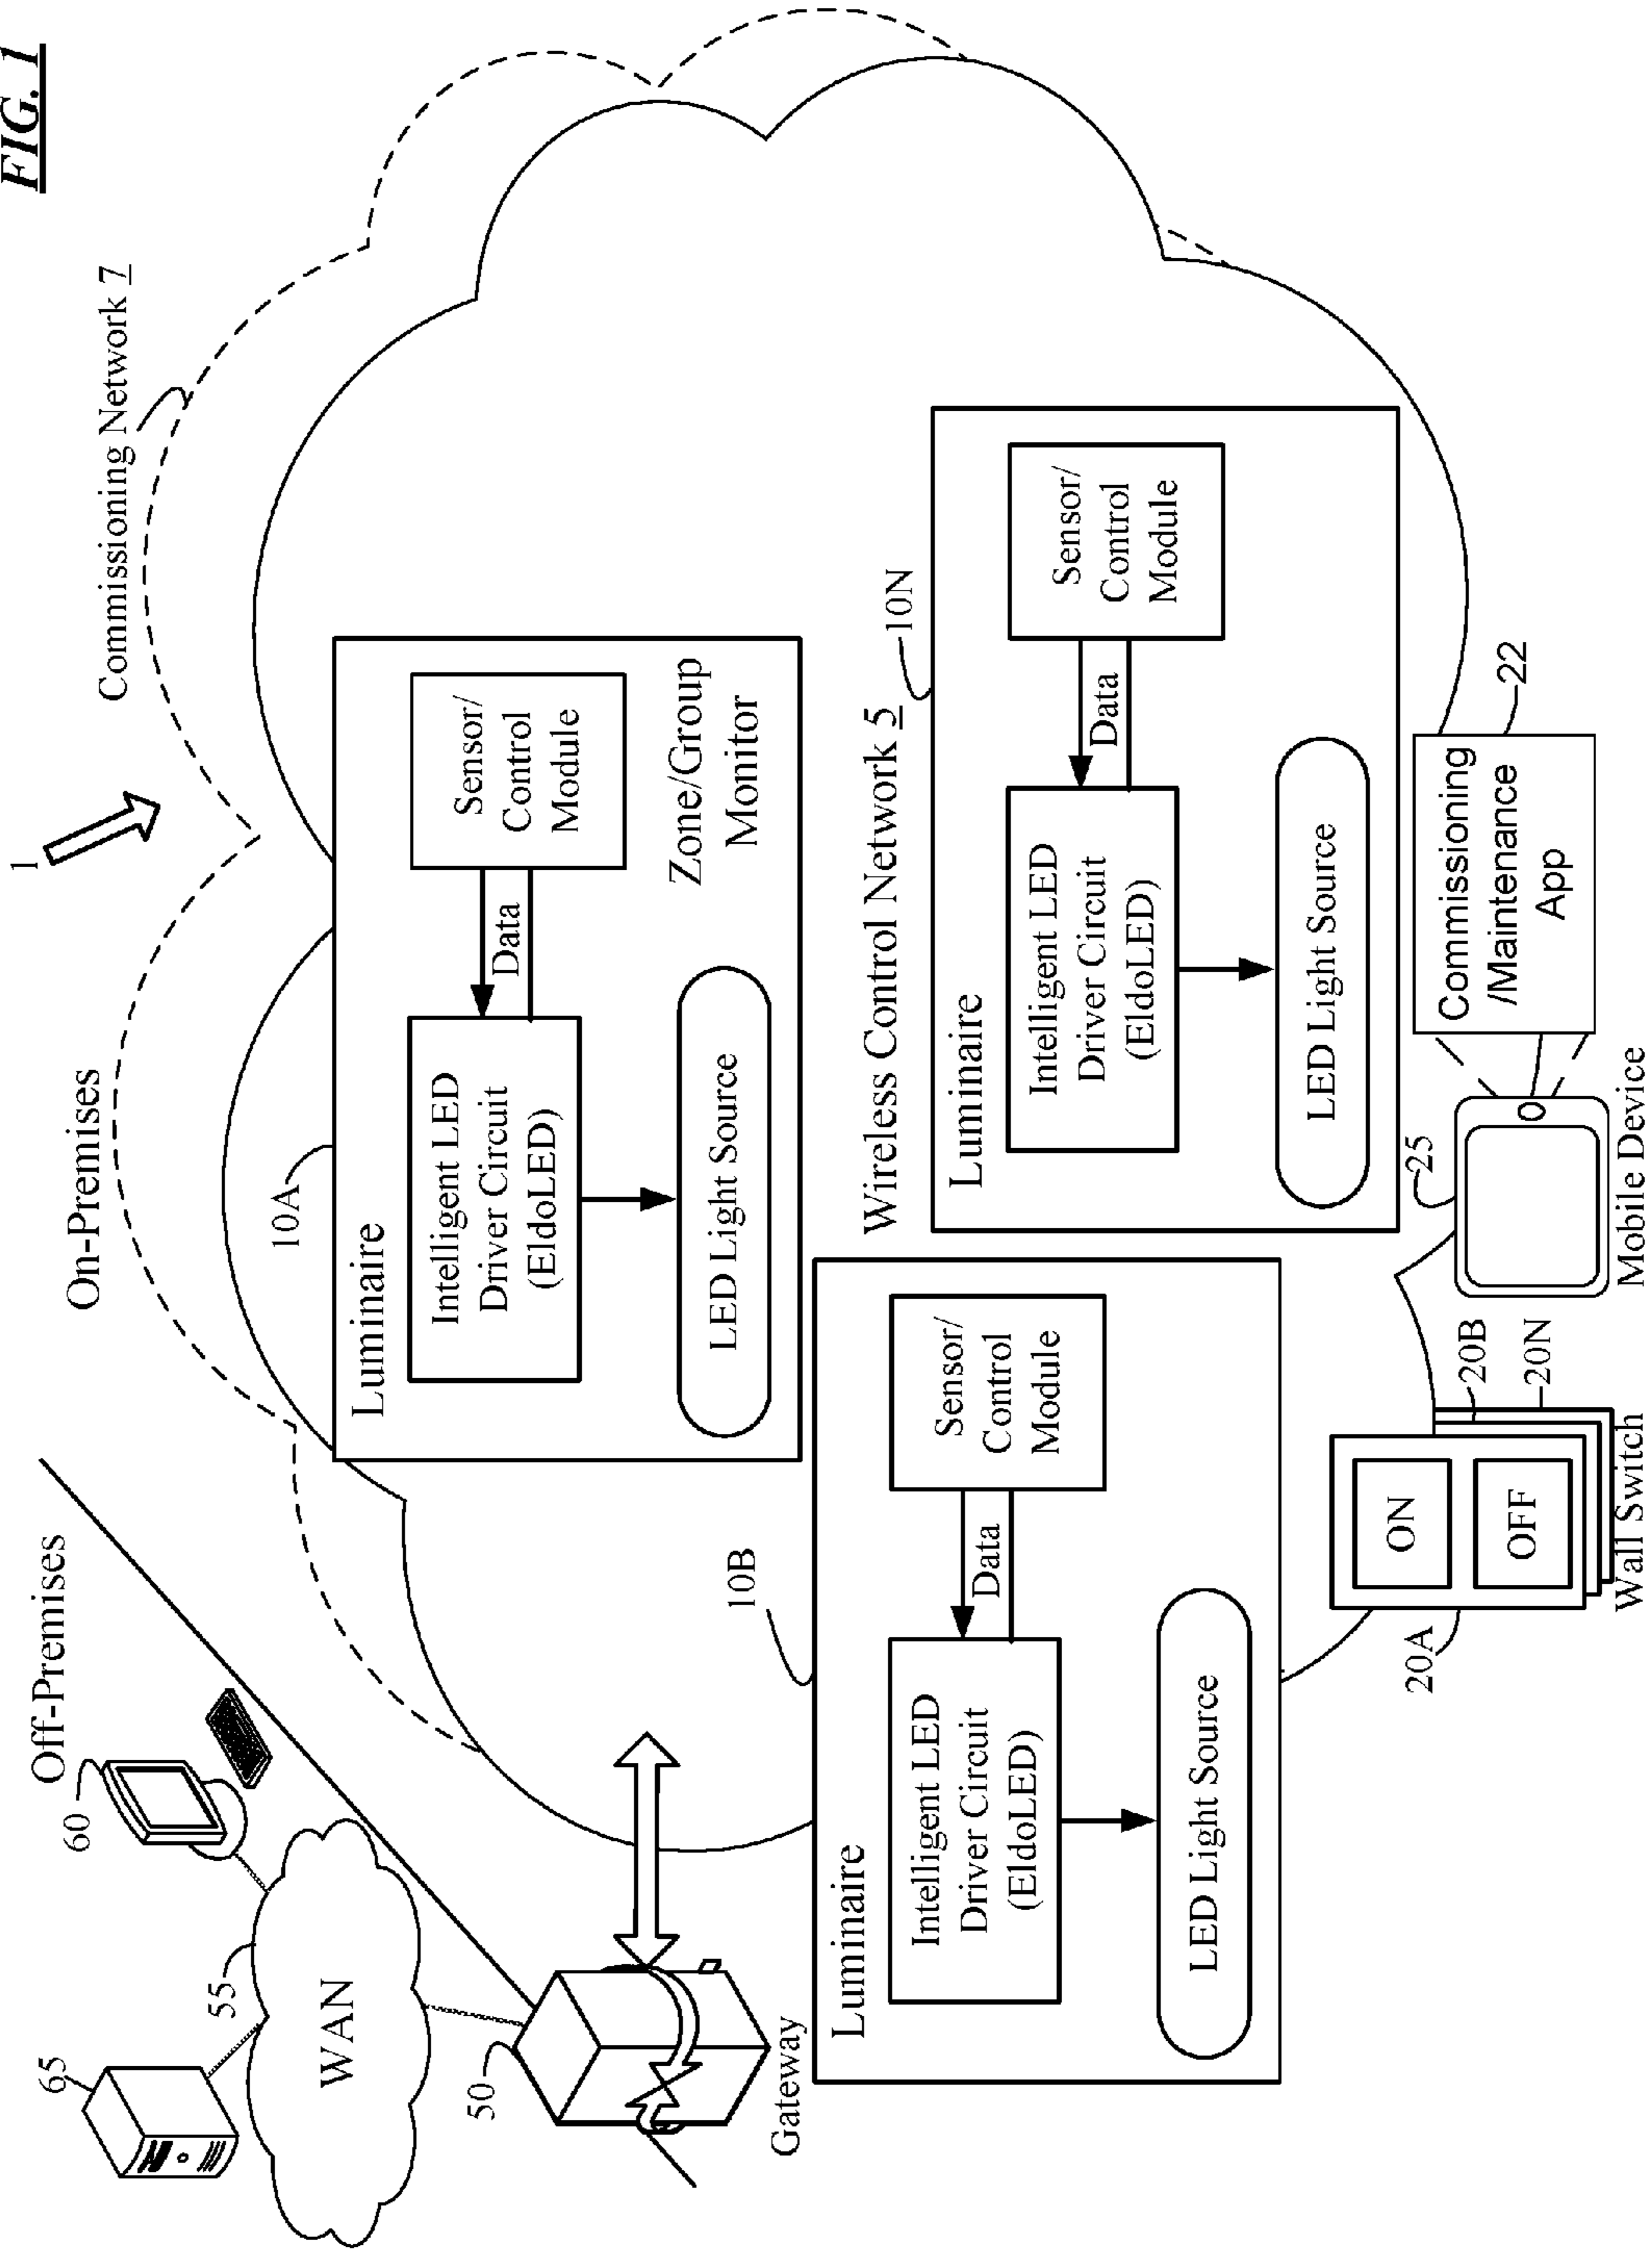 FIG. 1
1
Off-Premises
On-Premises
Commissioning Network 7
65
60
55
WAN
50
Gateway
10A
Luminaire
Intelligent LED
Driver Circuit
(EldoLED)
Data
Sensor/
Control
Module
LED Light Source
Zone/Group
Monitor
10B
Luminaire
Intelligent LED
Driver Circuit
(EldoLED)
Data
Sensor/
Control
Module
LED Light Source
Wireless Control Network 5
10N
Luminaire
Intelligent LED
Driver Circuit
(EldoLED)
Data
Sensor/
Control
Module
LED Light Source
20A
ON
OFF
20B
20N
Wall Switch
25
Mobile Device
Commissioning
/Maintenance
App
22